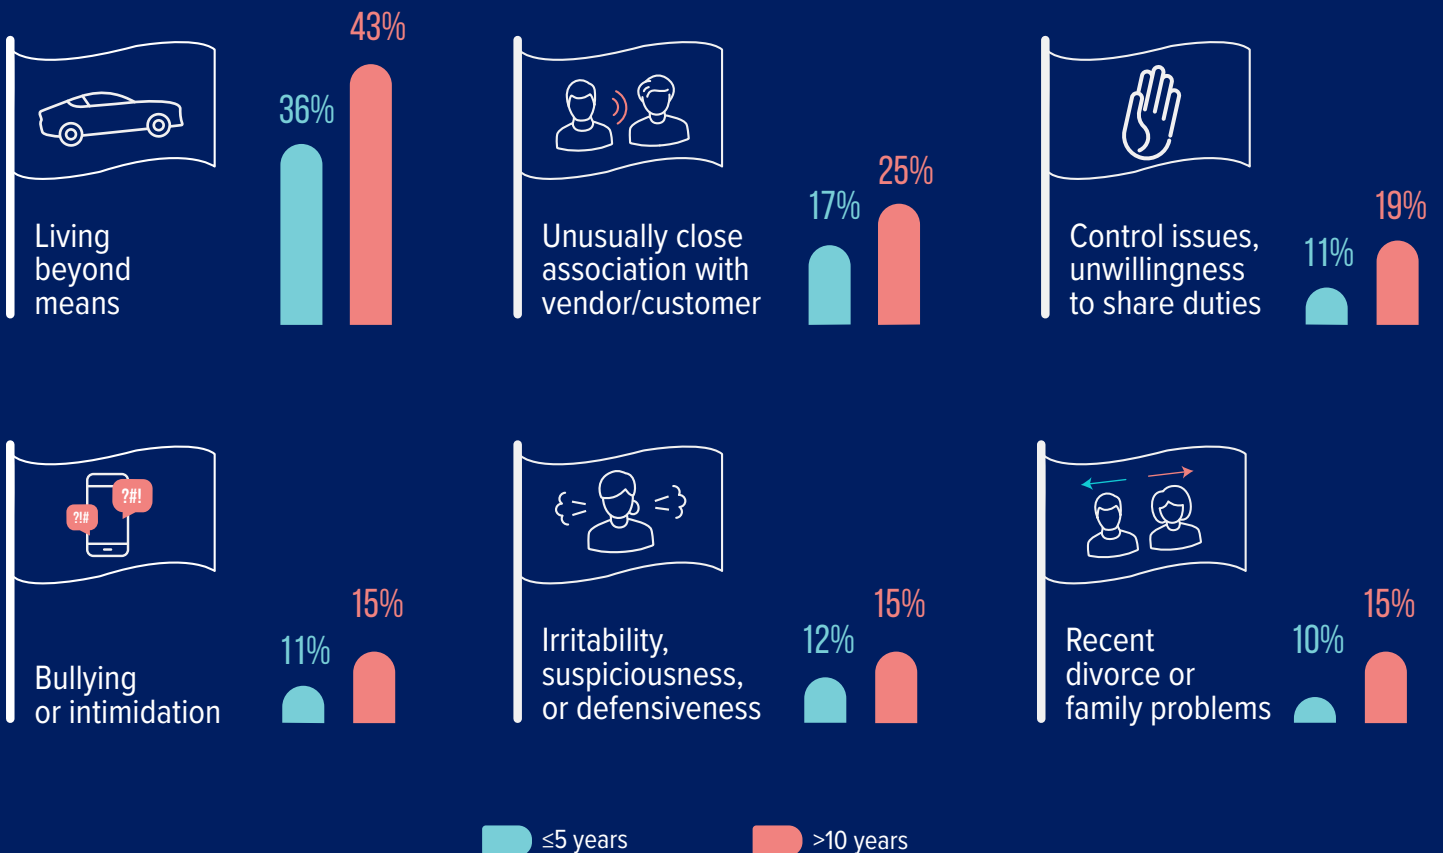 43%
36%
Living
beyond
means
25%
17%
Unusually close
association with
vendor/customer
19%
11%
Control issues,
unwillingness
to share duties
?#!
?!#
15%
11%
Bullying
or intimidation
15%
12%
Irritability,
suspiciousness,
or defensiveness
15%
10%
Recent
divorce or
family problems
≤5 years
>10 years